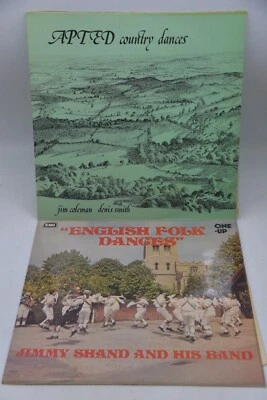 APTED country dances
jim coleman denis smith
EMI
"ENGLISH FOLK
DANCES"
ONE-UP
JIMMY SHAND AND HIS BAND